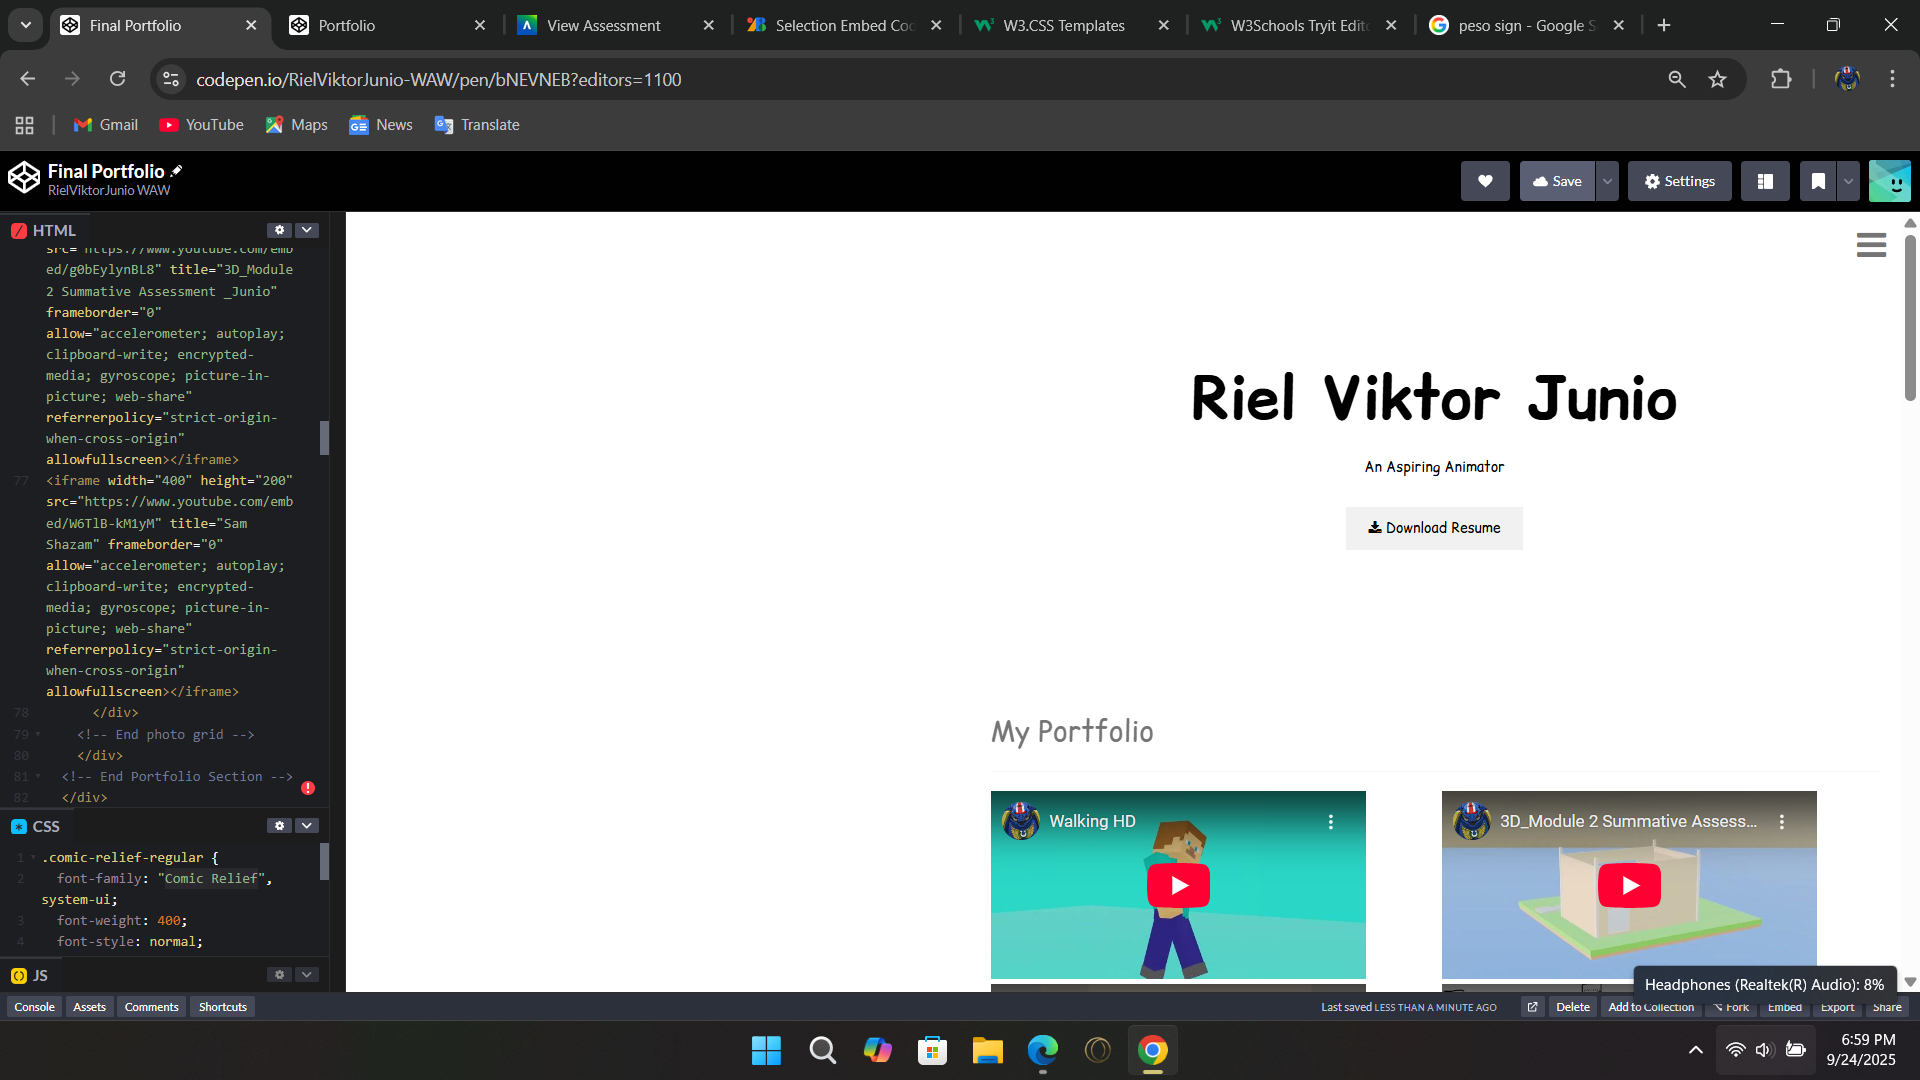 Final Portfolio
Portfolio
View Assessment
Selection Embed Coc
W3.CSS Templates
W3Schools Tryit Edito
peso sign - Google S
codepen.io/RielViktorJunio-WAW/pen/bNEVNEB?editors=1100
Gmail
YouTube
Maps
News
Translate
Final Portfolio
RielViktorJunio WAW
Save
Settings
HTML
src="https://www.youtube.com/emb
ed/g0bEylynBL8" title="3D_Module
2 Summative Assessment _Junio"
frameborder="0"
allow="accelerometer; autoplay;
clipboard-write; encrypted-
media; gyroscope; picture-in-
picture; web-share"
referrerpolicy="strict-origin-
when-cross-origin"
allowfullscreen></iframe>
77 <iframe width="400" height="200"
src="https://www.youtube.com/emb
ed/W6TlB-kM1yM" title="Sam
Shazam" frameborder="0"
allow="accelerometer; autoplay;
clipboard-write; encrypted-
media; gyroscope; picture-in-
picture; web-share"
referrerpolicy="strict-origin-
when-cross-origin"
allowfullscreen></iframe>
78 </div>
79 <!-- End photo grid -->
80 </div>
81 <!-- End Portfolio Section -->
82 </div>
CSS
1 .comic-relief-regular {
2 font-family: "Comic Relief",
system-ui;
3 font-weight: 400;
4 font-style: normal;
JS
Riel Viktor Junio
An Aspiring Animator
Download Resume
My Portfolio
Walking HD
3D_Module 2 Summative Assess...
Headphones (Realtek(R) Audio): 8%
Console
Assets
Comments
Shortcuts
Last saved LESS THAN A MINUTE AGO
Delete
Add to Collection
Fork
Embed
Export
Share
6:59 PM
9/24/2025